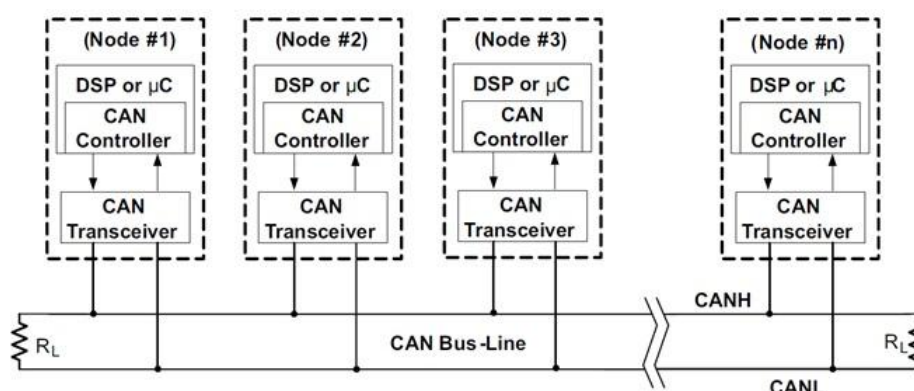 (Node #1)
DSP or µC
CAN
Controller
CAN
Transceiver
(Node #2)
DSP or µC
CAN
Controller
CAN
Transceiver
(Node #3)
DSP or µC
CAN
Controller
CAN
Transceiver
(Node #n)
DSP or µC
CAN
Controller
CAN
Transceiver
CANH
RL
CAN Bus-Line
RL
CANL